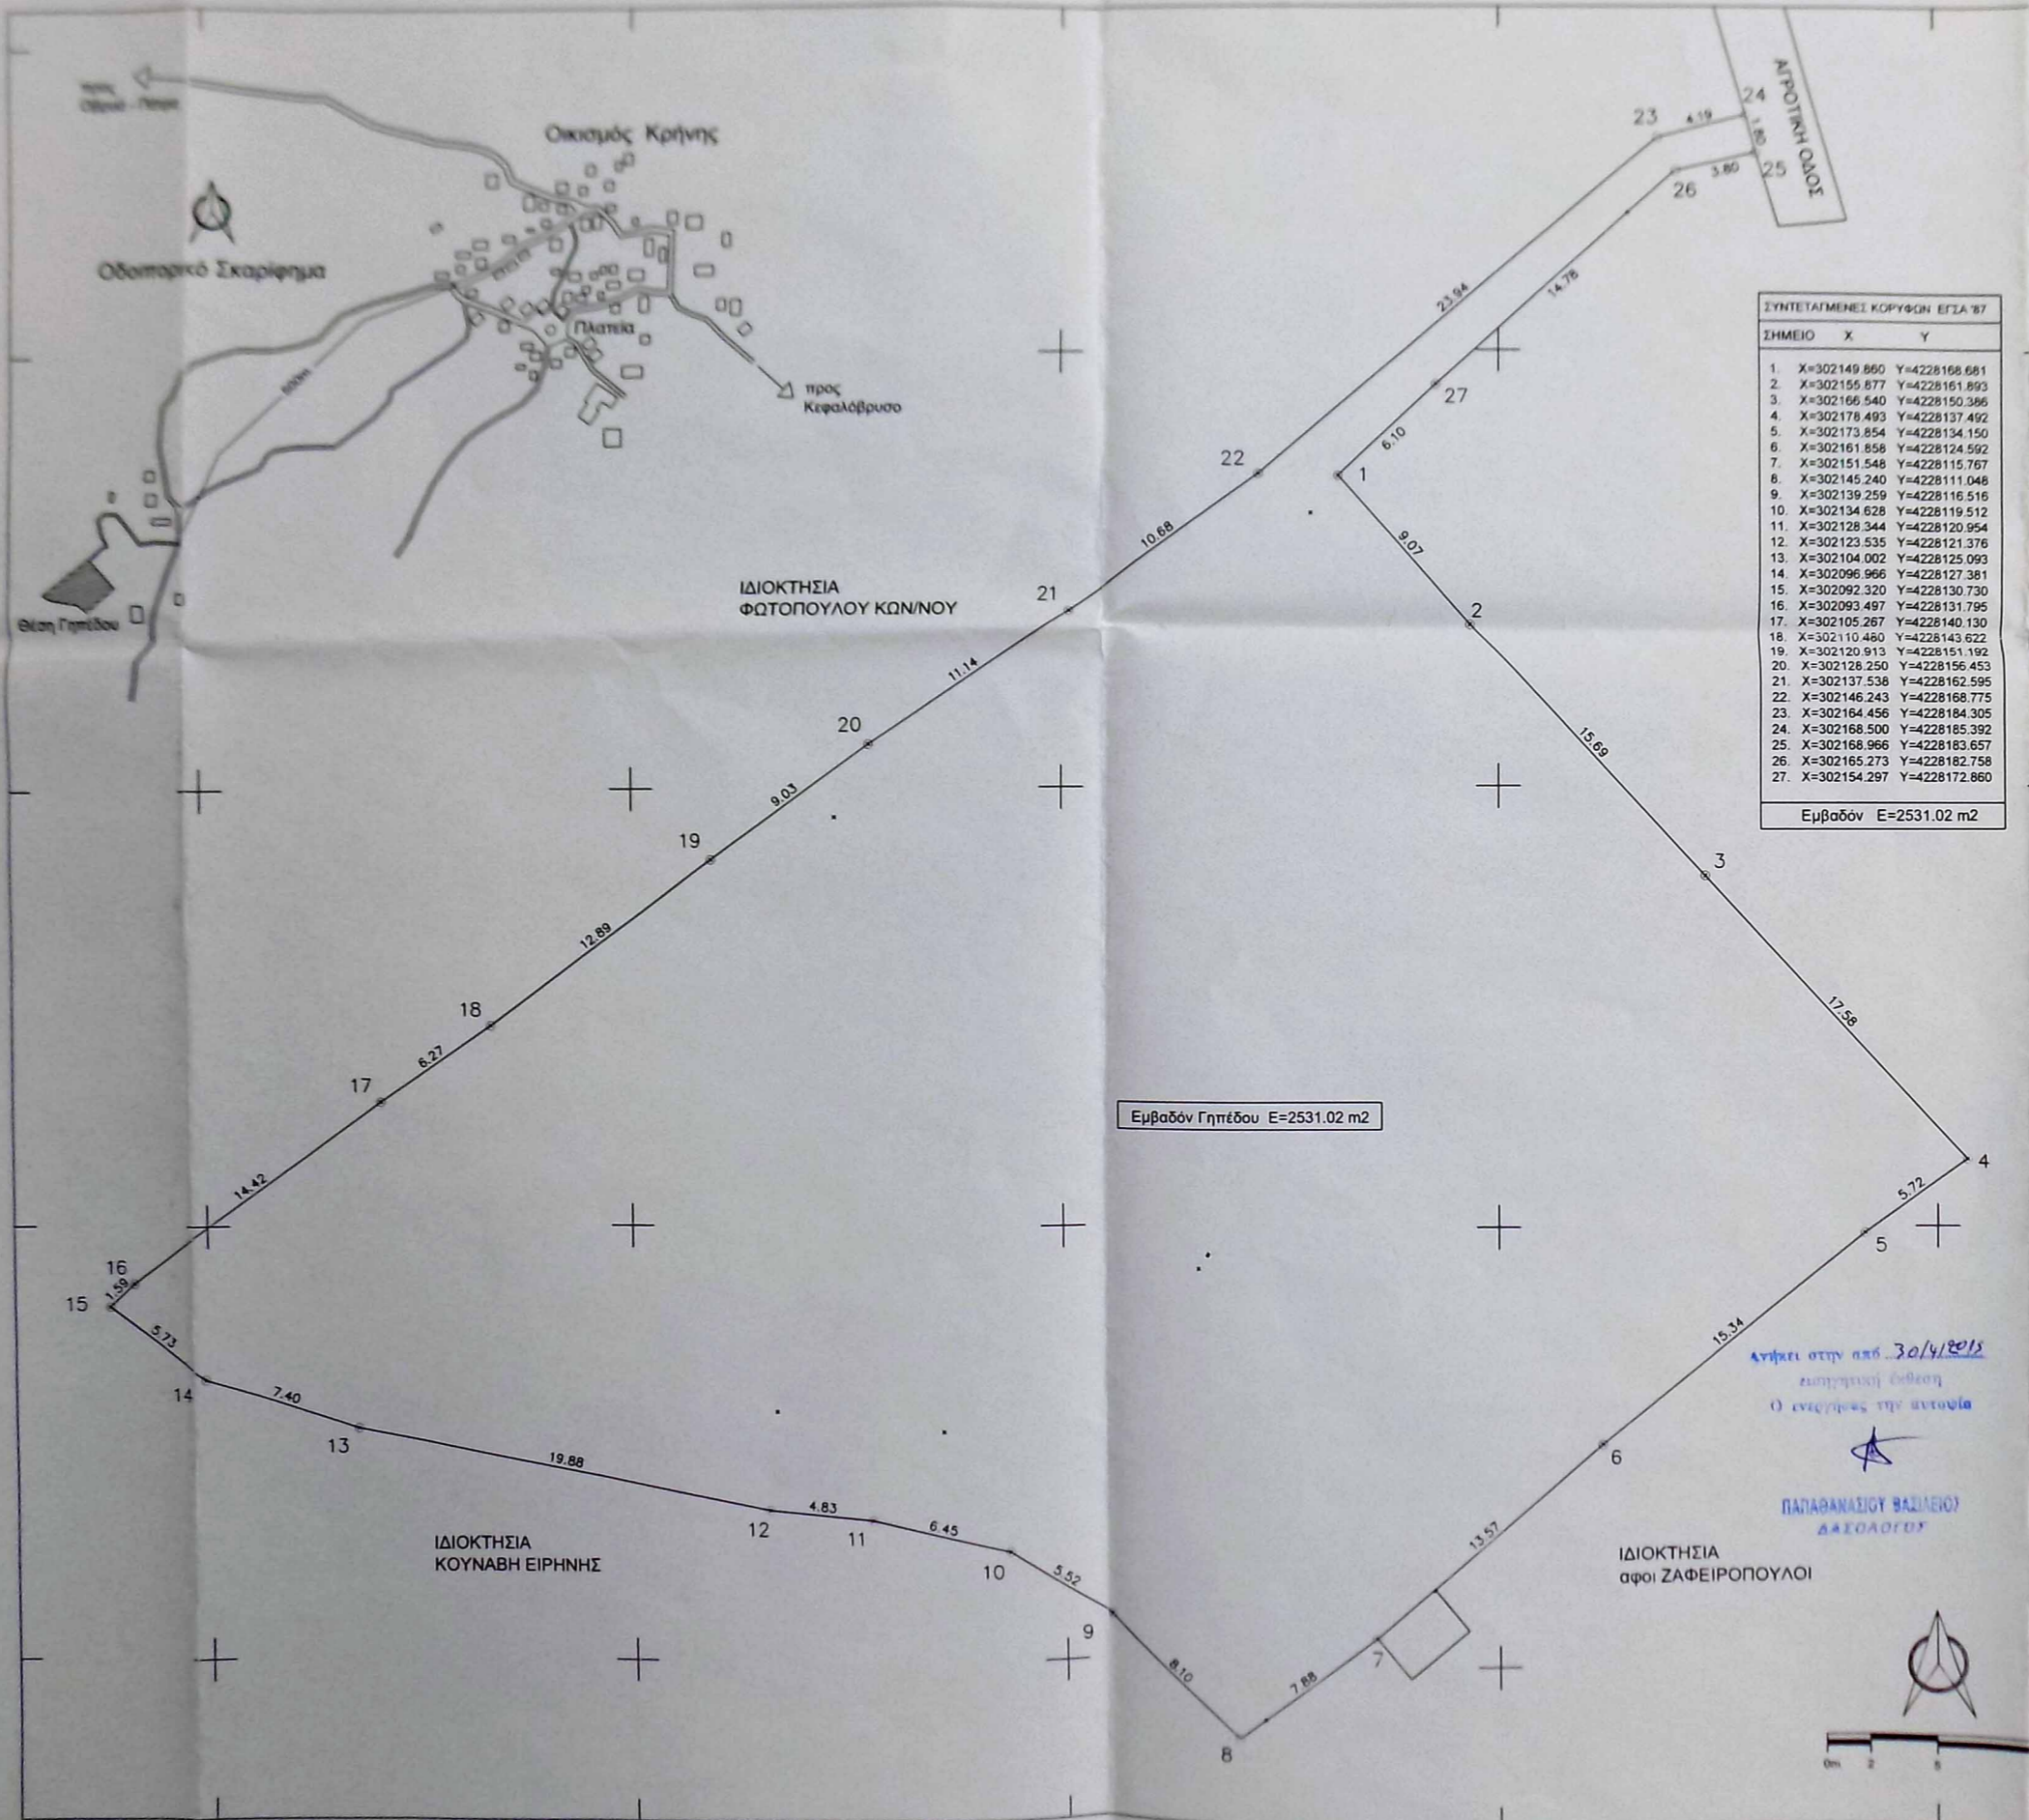 προς
Οικισμός Κρήνης
Οδοιπορικό Σκαρίφημα
Πλατεία
600m
προς
Κεφαλόβρυσο
Θέση Γηπέδου
ΑΓΡΟΤΙΚΗ ΟΔΟΣ
24
23
4.19
1.80
25
3.80
26
23.94
14.78
27
6.10
22
1
10.68
9.07
ΙΔΙΟΚΤΗΣΙΑ
ΦΩΤΟΠΟΥΛΟΥ ΚΩΝ/ΝΟΥ
21
2
11.14
20
15.69
9.03
19
3
12.89
18
17.58
6.27
17
ΣΥΝΤΕΤΑΓΜΕΝΕΣ ΚΟΡΥΦΩΝ ΕΓΣΑ '87
ΣΗΜΕΙΟ X Y
1. X=302149.860 Y=4228168.681
2. X=302155.877 Y=4228161.893
3. X=302166.540 Y=4228150.386
4. X=302178.493 Y=4228137.492
5. X=302173.854 Y=4228134.150
6. X=302161.858 Y=4228124.592
7. X=302151.548 Y=4228115.767
8. X=302145.240 Y=4228111.048
9. X=302139.259 Y=4228116.516
10. X=302134.628 Y=4228119.512
11. X=302128.344 Y=4228120.954
12. X=302123.535 Y=4228121.376
13. X=302104.002 Y=4228125.093
14. X=302096.966 Y=4228127.381
15. X=302092.320 Y=4228130.730
16. X=302093.497 Y=4228131.795
17. X=302105.267 Y=4228140.130
18. X=302110.480 Y=4228143.622
19. X=302120.913 Y=4228151.192
20. X=302128.250 Y=4228156.453
21. X=302137.538 Y=4228162.595
22. X=302146.243 Y=4228168.775
23. X=302164.456 Y=4228184.305
24. X=302168.500 Y=4228185.392
25. X=302168.966 Y=4228183.657
26. X=302165.273 Y=4228182.758
27. X=302154.297 Y=4228172.860
Εμβαδόν E=2531.02 m2
Εμβαδόν Γηπέδου E=2531.02 m2
4
5.72
5
14.42
16
1.59
15
5.73
14
7.40
13
19.88
15.34
6
Ανήκει στην από 30/4/2015
Ο ενεργήσας την αυτοψία
ΠΑΠΑΘΑΝΑΣΙΟΥ ΒΑΣΙΛΕΙΟΣ
ΔΑΣΟΛΟΓΟΣ
12
4.83
11
6.45
10
5.52
9
13.57
ΙΔΙΟΚΤΗΣΙΑ
ΚΟΥΝΑΒΗ ΕΙΡΗΝΗΣ
ΙΔΙΟΚΤΗΣΙΑ
αφοι ΖΑΦΕΙΡΟΠΟΥΛΟΙ
7
8.10
7.88
8
0m 2 5